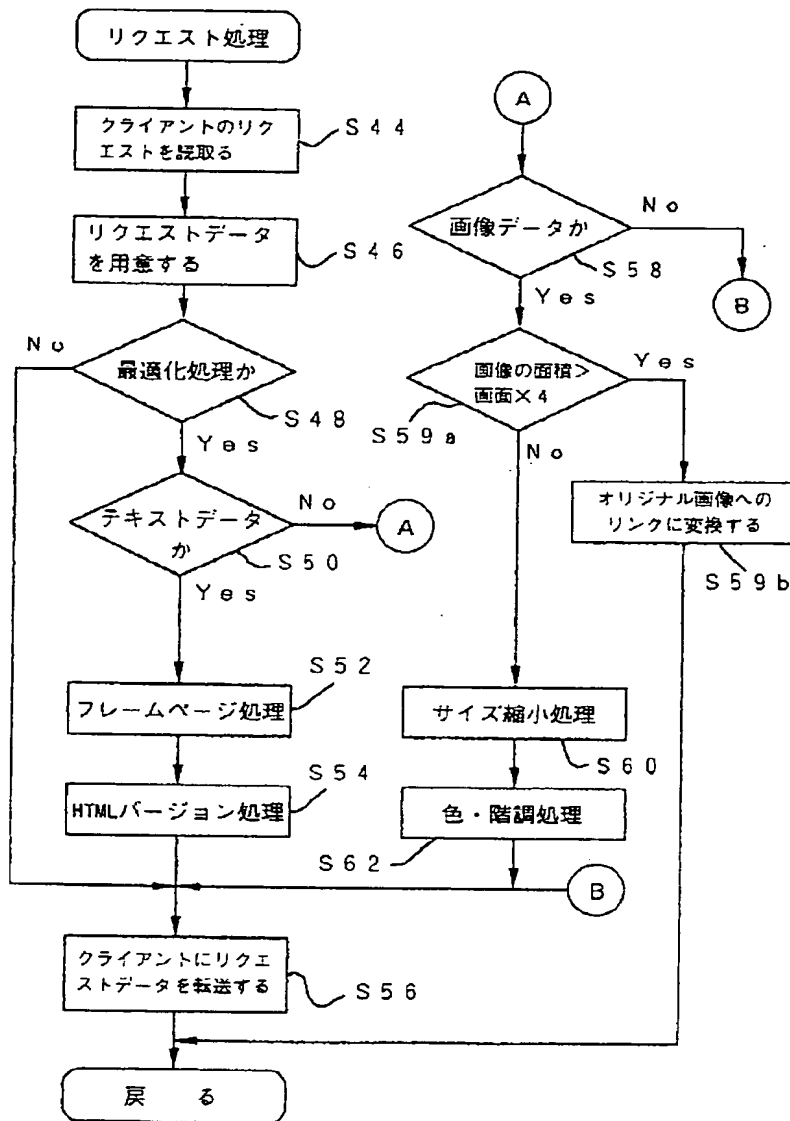 リクエスト処理
クライアントのリク
エストを読取る
S44
リクエストデータ
を用意する
S46
No
最適化処理か
S48
Yes
テキストデータ
か
No
A
S50
Yes
フレームページ処理
S52
HTMLバージョン処理
S54
クライアントにリクエ
ストデータを転送する
S56
戻る
A
画像データか
No
S58
B
Yes
画像の面積>
画面×4
Yes
S59a
No
オリジナル画像への
リンクに変換する
S59b
サイズ縮小処理
S60
色・階調処理
S62
B